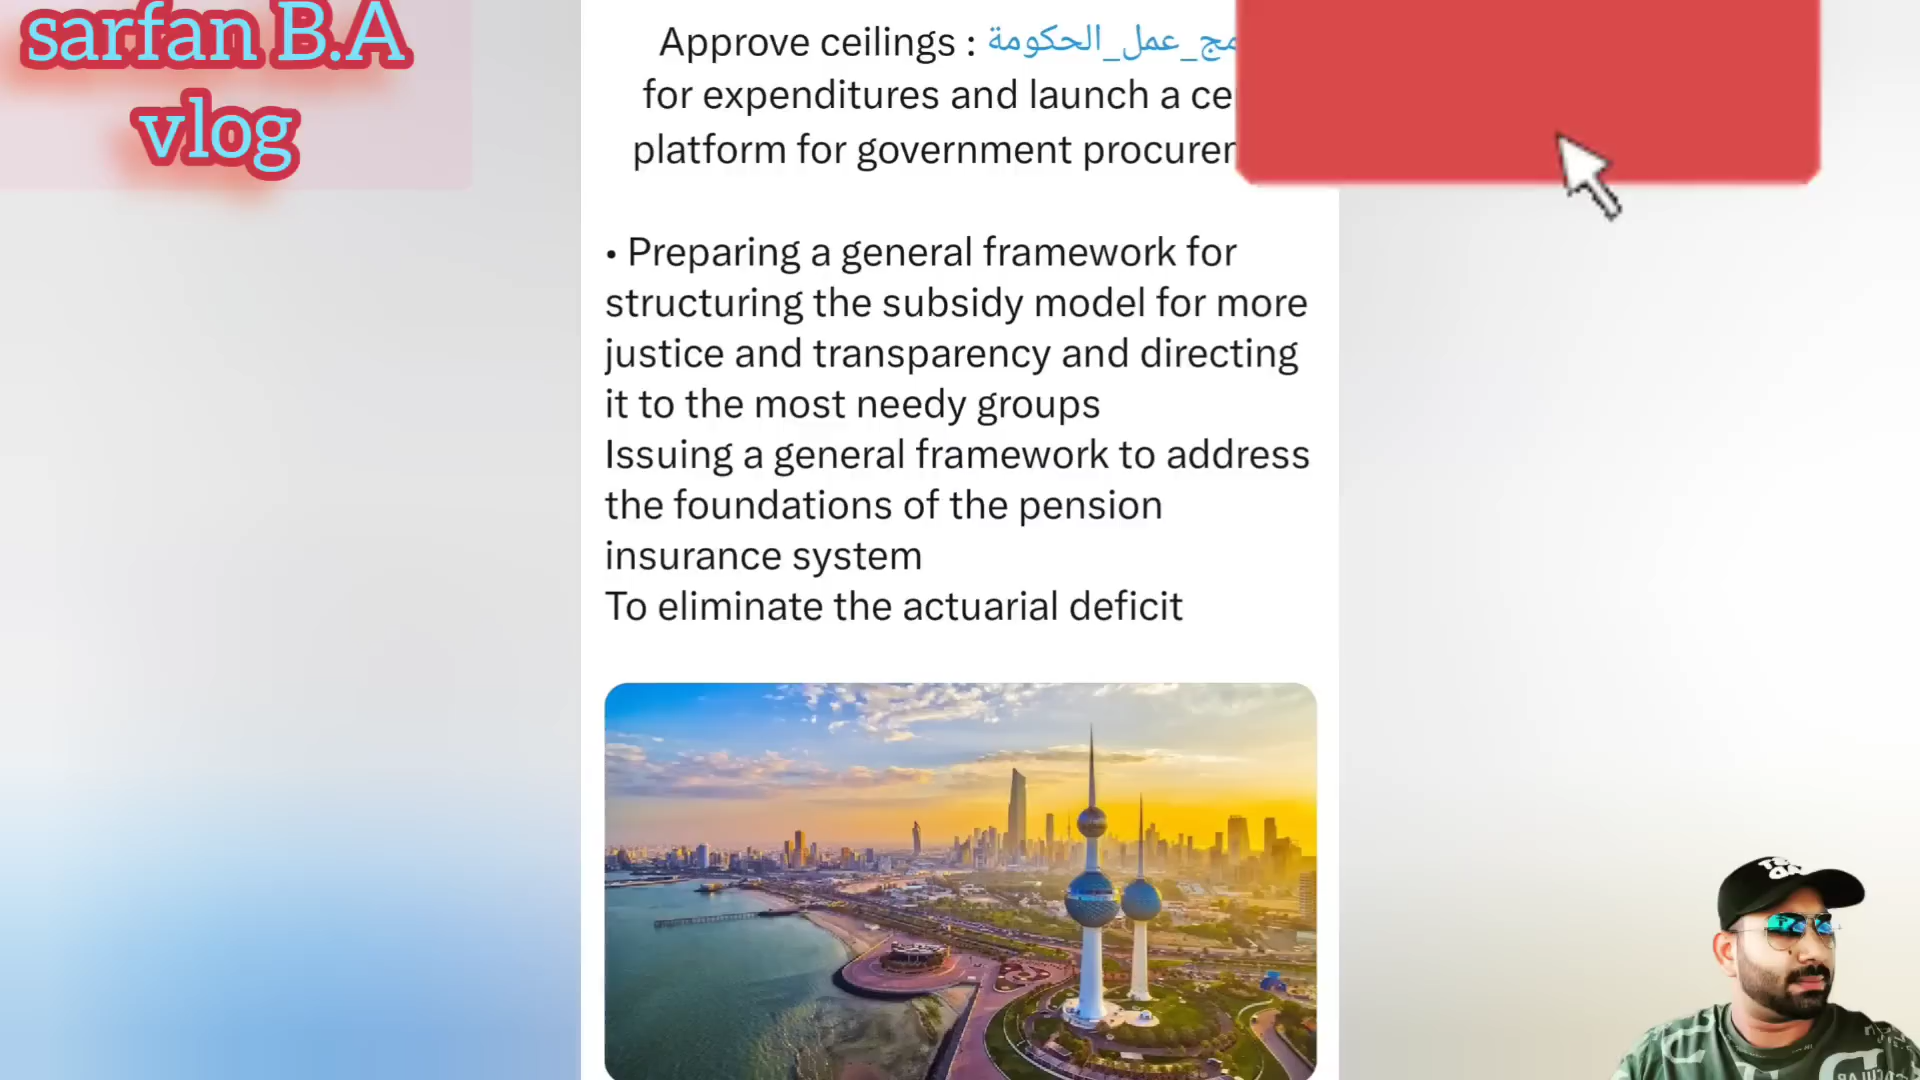 sarfan B.A
vlog
Approve ceilings : مج_عمل_الحكومة
for expenditures and launch a
platform for government
• Preparing a general framework for
structuring the subsidy model for more
justice and transparency and directing
it to the most needy groups
Issuing a general framework to address
the foundations of the pension
insurance system
To eliminate the actuarial deficit